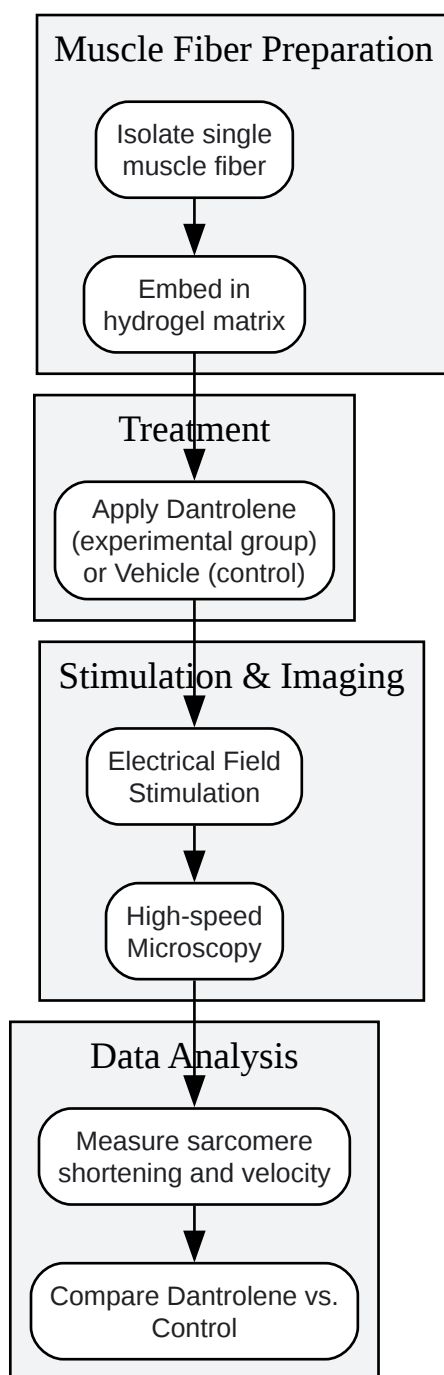 Muscle Fiber Preparation
Isolate single
muscle fiber
Embed in
hydrogel matrix
Treatment
Apply Dantrolene
(experimental group)
or Vehicle (control)
Stimulation & Imaging
Electrical Field
Stimulation
High-speed
Microscopy
Data Analysis
Measure sarcomere
shortening and velocity
Compare Dantrolene vs.
Control